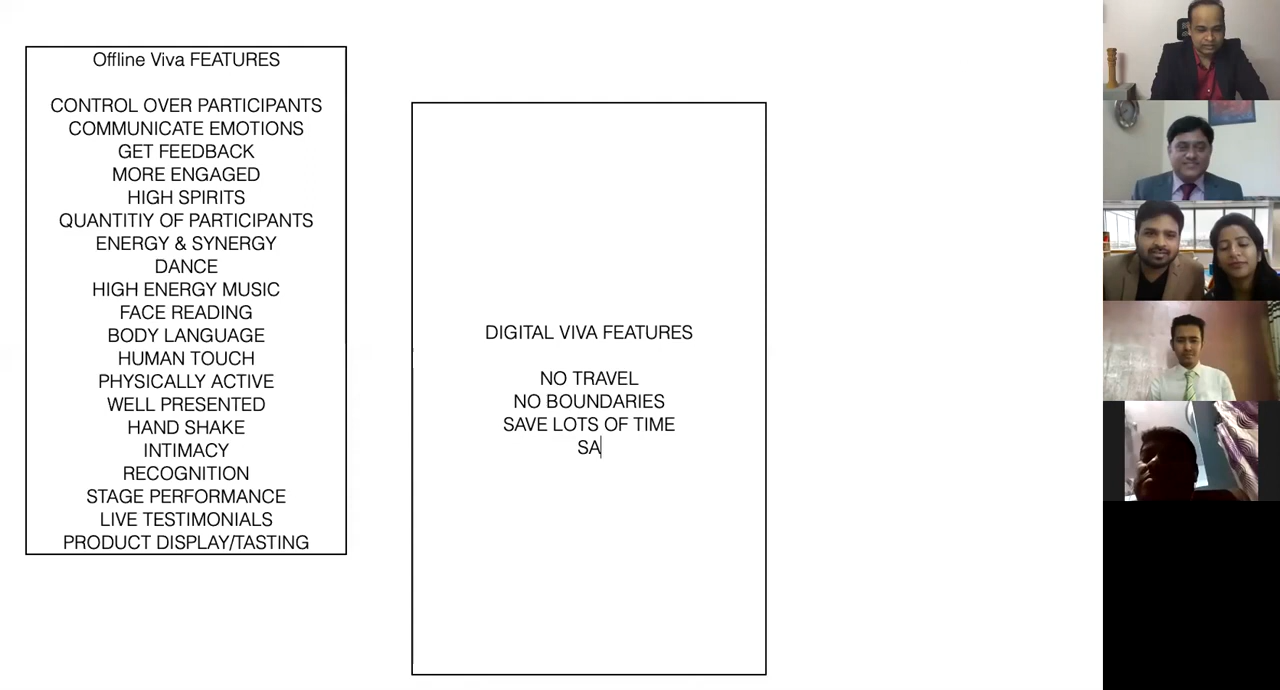 Offline Viva FEATURES
CONTROL OVER PARTICIPANTS
COMMUNICATE EMOTIONS
GET FEEDBACK
MORE ENGAGED
HIGH SPIRITS
QUANTITIY OF PARTICIPANTS
ENERGY & SYNERGY
DANCE
HIGH ENERGY MUSIC
FACE READING
BODY LANGUAGE
HUMAN TOUCH
PHYSICALLY ACTIVE
WELL PRESENTED
HAND SHAKE
INTIMACY
RECOGNITION
STAGE PERFORMANCE
LIVE TESTIMONIALS
PRODUCT DISPLAY/TASTING
DIGITAL VIVA FEATURES
NO TRAVEL
NO BOUNDARIES
SAVE LOTS OF TIME
SA